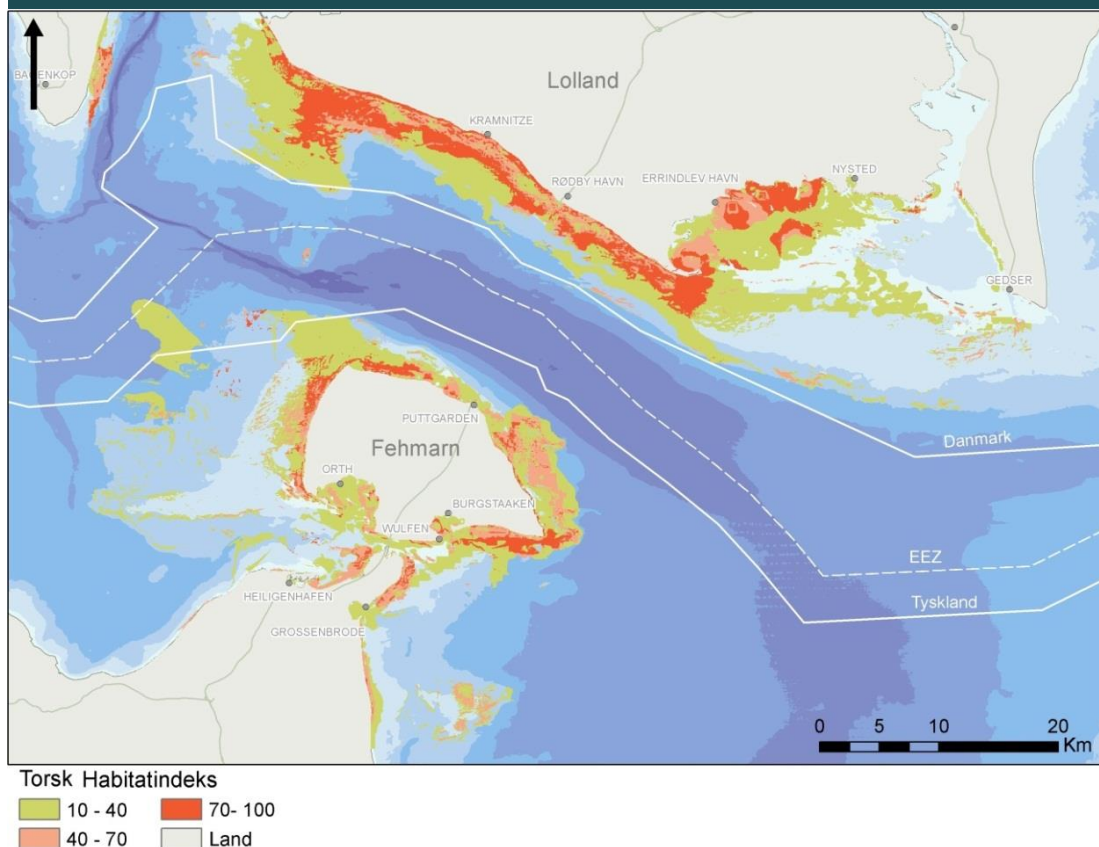 Lolland
BAGENKOP
KRAMNITZE
RØDBY HAVN
ERRINDLEV HAVN
NYSTED
GEDSER
PUTTGARDEN
Fehmarn
Danmark
ORTH
BURGSTAAKEN
WULFEN
EEZ
HEILIGENHAFEN
Tyskland
GROSSENBRODE
0 5 10 20
Km
Torsk Habitatindeks
10 - 40 70- 100
40 - 70 Land